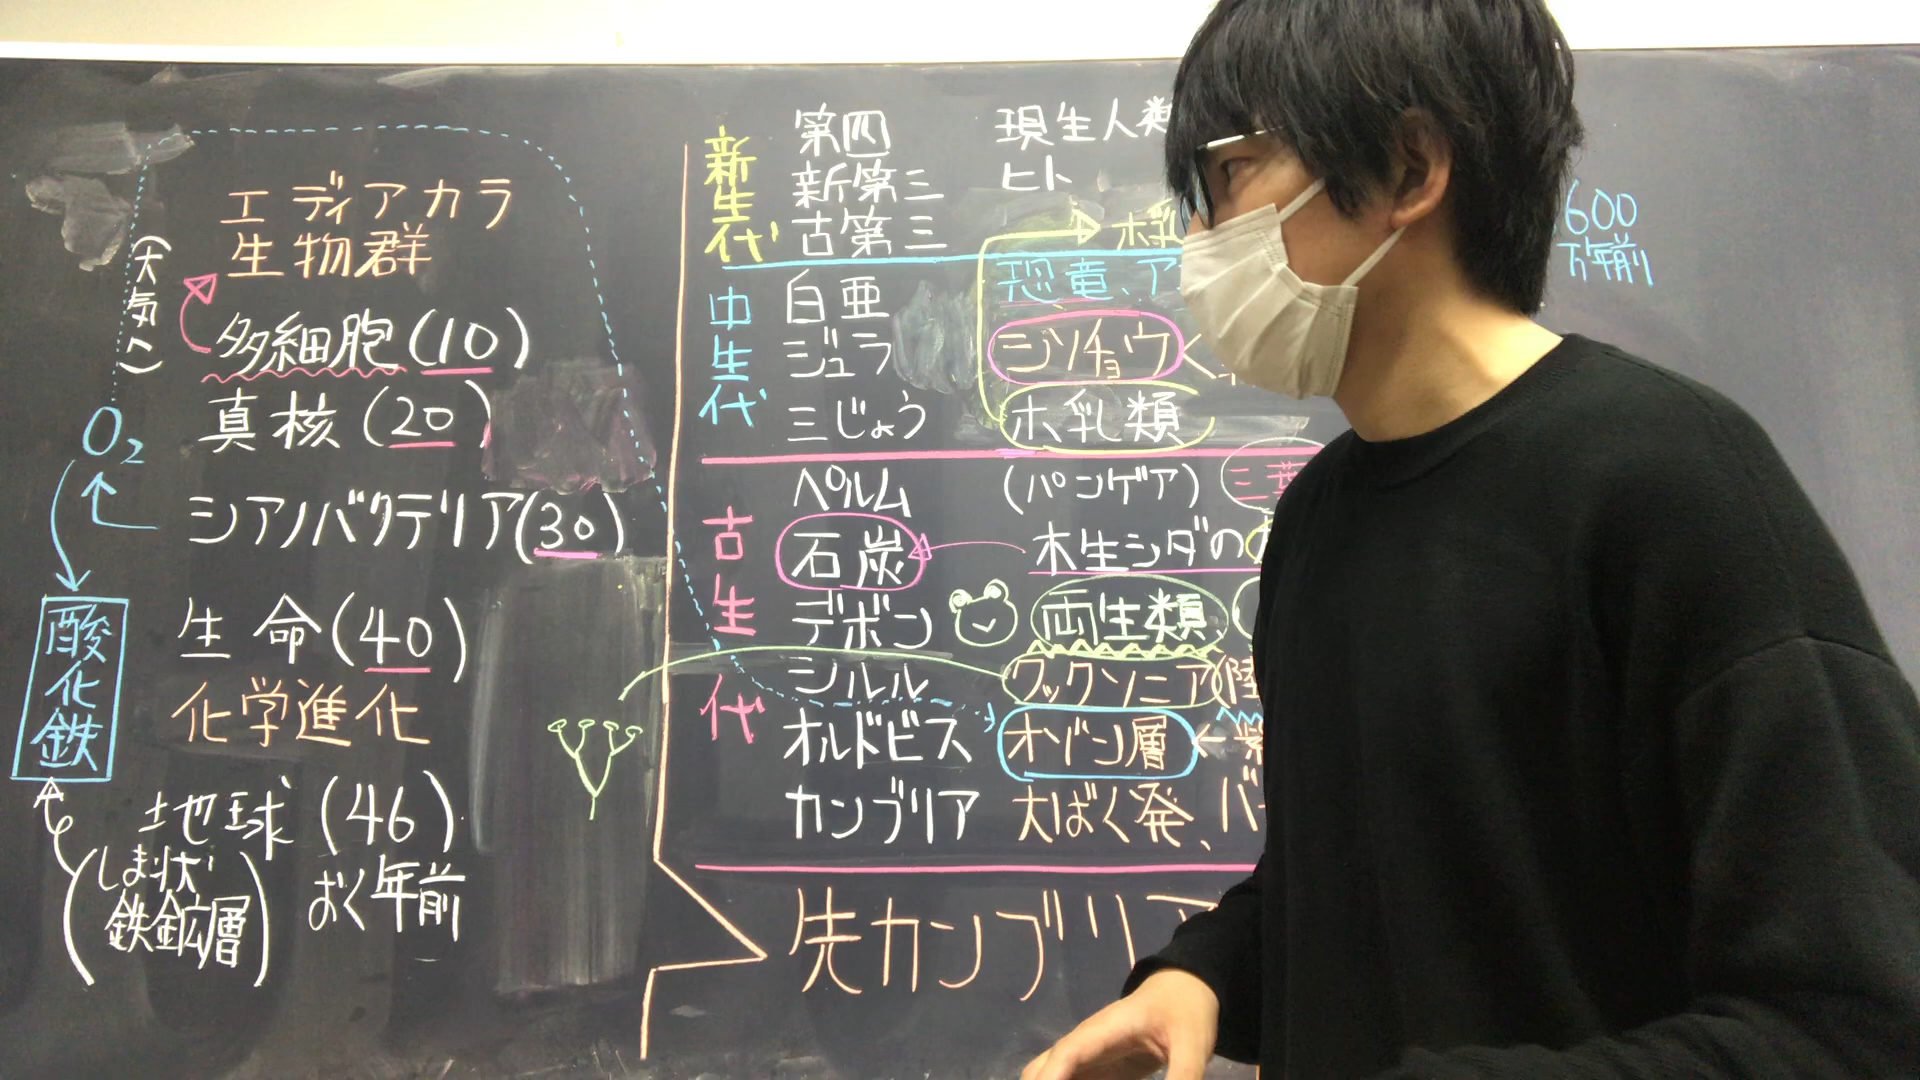 エディアカラ
生物群
(大気へ)
多細胞(10)
O₂
真核(20)
シアノバクテリア(30)
酸化鉄
生命(40)
化学進化
地球(46)
おく年前
(しま状
鉄鉱層)
新生代
第四 現生人類
新第三 ヒト
古第三
600
万年前
中生代
白亜 恐竜、ア
ジュラ シソチョウ<
三じょう ホ乳類
古生代
ペルム (パンゲア) 三葉
石炭 木生シダの
デボン 両生類
シルル クックソニア(陸
オルドビス オゾン層←紫
カンブリア 大ばく発、バ
先カンブリア